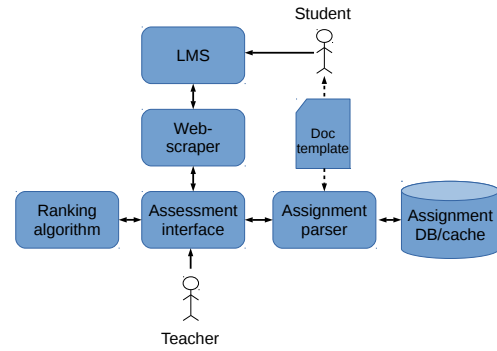 Student
LMS
Web-
scraper
Doc
template
Ranking
algorithm
Assessment
interface
Assignment
parser
Assignment
DB/cache
Teacher